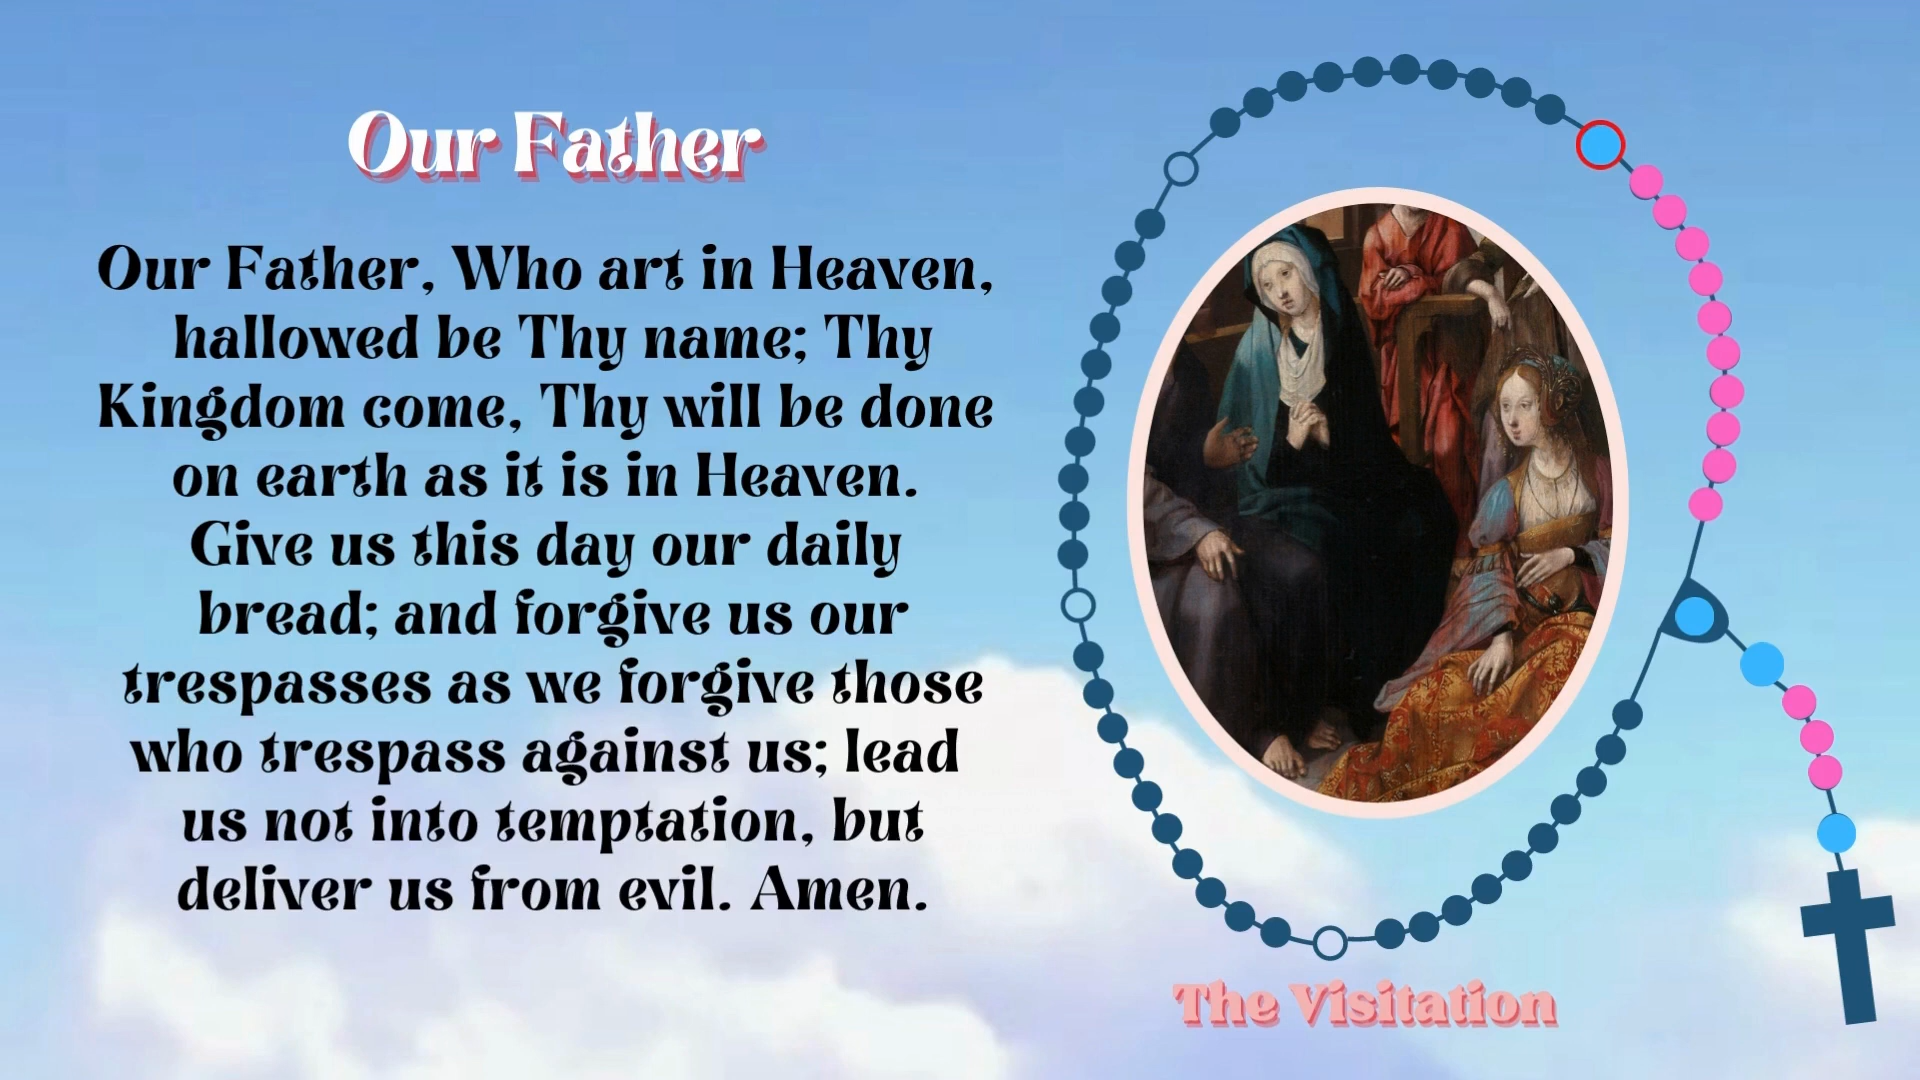 Our Father
Our Father, Who art in Heaven,
hallowed be Thy name; Thy
Kingdom come, Thy will be done
on earth as it is in Heaven.
Give us this day our daily
bread; and forgive us our
trespasses as we forgive those
who trespass against us; lead
us not into temptation, but
deliver us from evil. Amen.
The Visitation